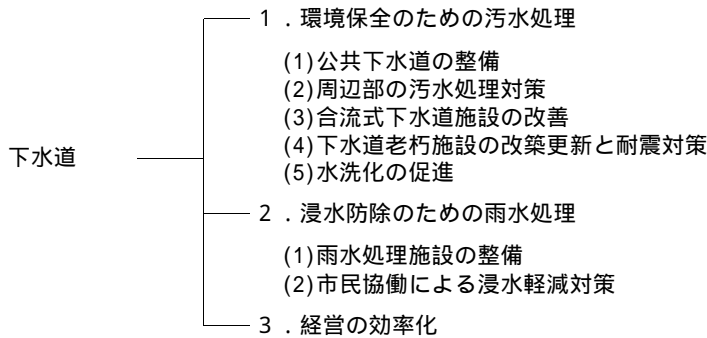 下水道
1．環境保全のための汚水処理
(1)公共下水道の整備
(2)周辺部の汚水処理対策
(3)合流式下水道施設の改善
(4)下水道老朽施設の改築更新と耐震対策
(5)水洗化の促進
2．浸水防除のための雨水処理
(1)雨水処理施設の整備
(2)市民協働による浸水軽減対策
3．経営の効率化